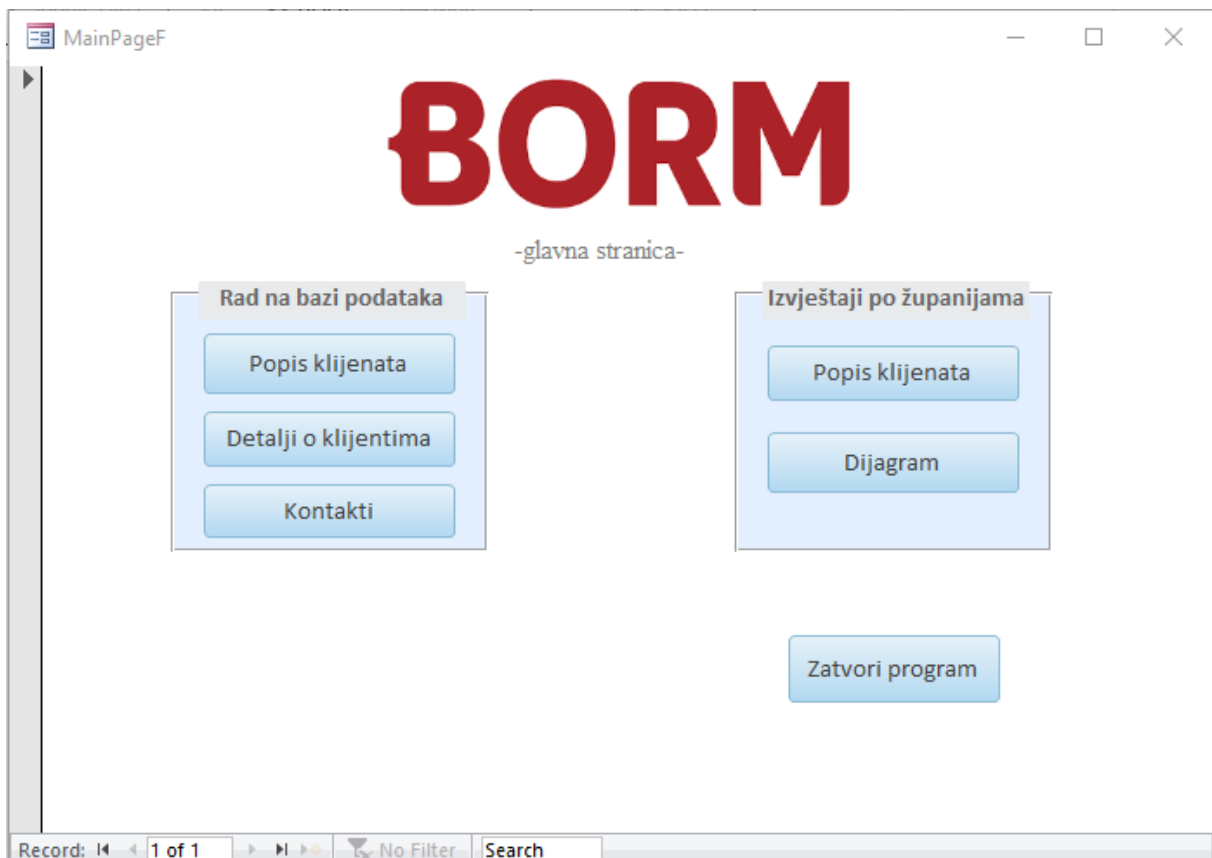 MainPageF
BORM
-glavna stranica-
Rad na bazi podataka
Popis klijenata
Detalji o klijentima
Kontakti
Izvještaji po županijama
Popis klijenata
Dijagram
Zatvori program
Record: 1 of 1 No Filter Search